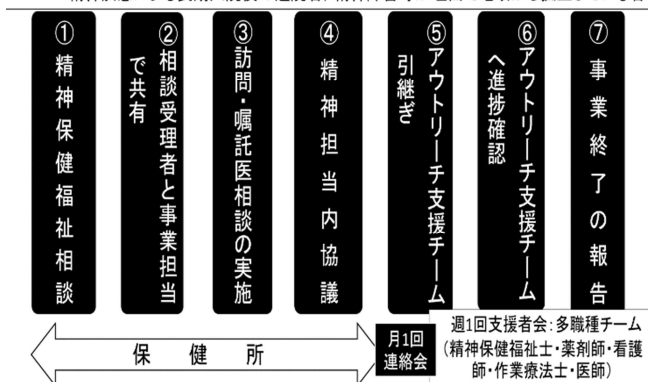 ①精神保健福祉相談
②相談受理者と事業担当
で共有
③訪問・嘱託医相談の実施
④精神担当内協議
⑤アウトリーチ支援チーム
引継ぎ
⑥アウトリーチ支援チーム
へ進捗確認
⑦事業終了の報告
保健所
月1回
連絡会
週1回支援者会：多職種チーム
（精神保健福祉士・薬剤師・看護
師・作業療法士・医師）